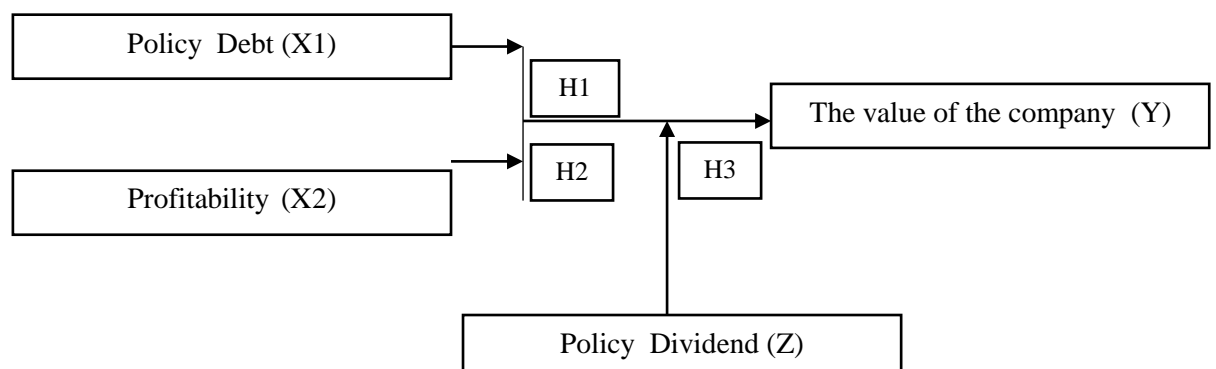 Policy Debt (X1)
H1
The value of the company (Y)
H2
H3
Profitability (X2)
Policy Dividend (Z)